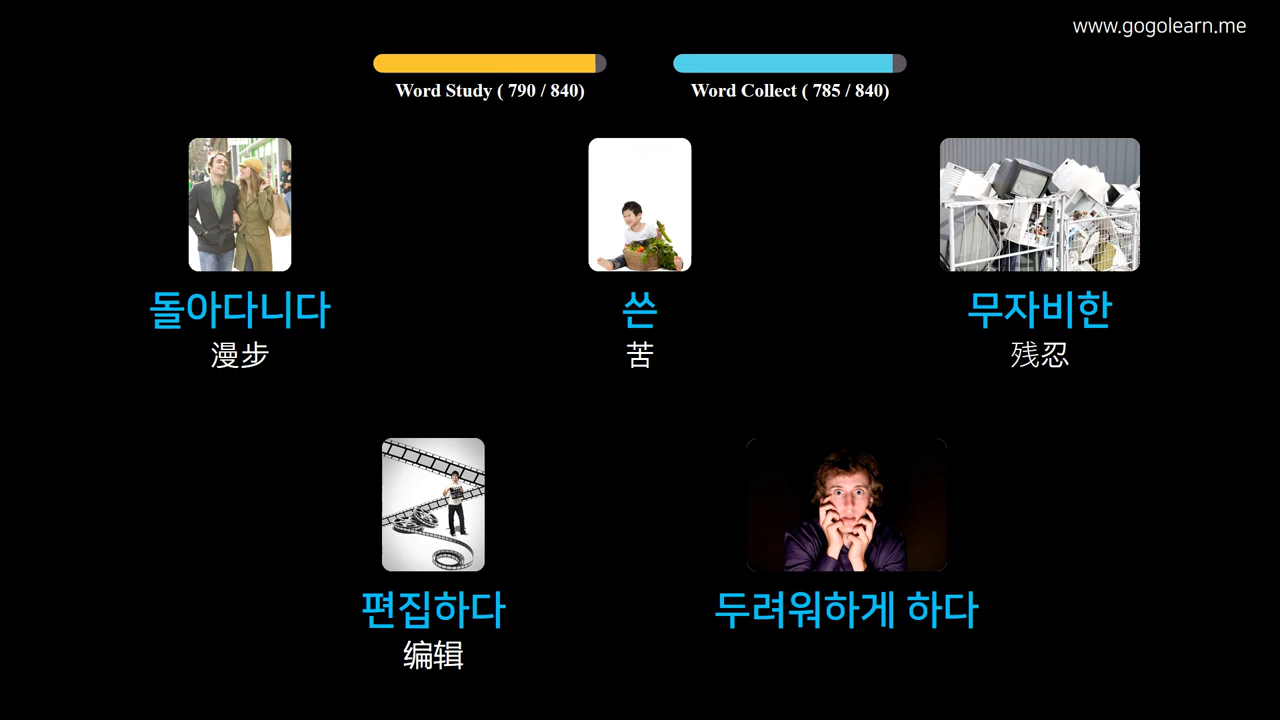 www.gogolearn.me
Word Study ( 790 / 840)
Word Collect ( 785 / 840)
돌아다니다
漫步
쓴
苦
무자비한
残忍
편집하다
编辑
두려워하게 하다